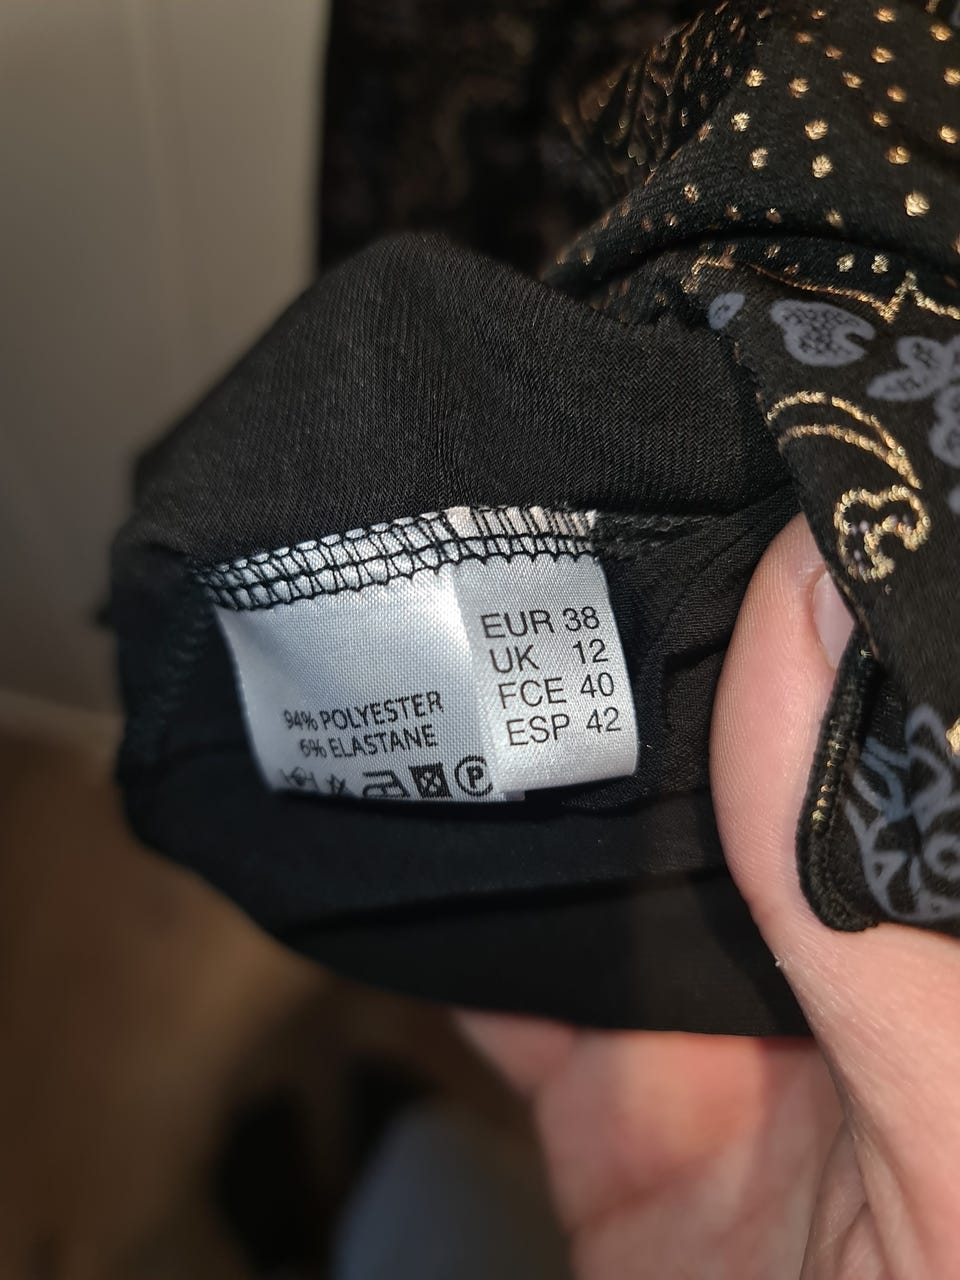 94% POLYESTER
6% ELASTANE
P
EUR 38
UK 12
FCE 40
ESP 42